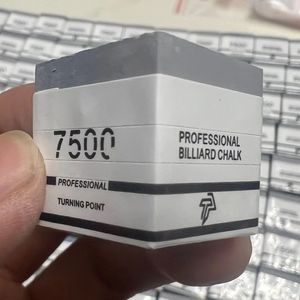 7500
PROFESSIONAL
TURNING POINT
PROFESSIONAL
BILLIARD CHALK